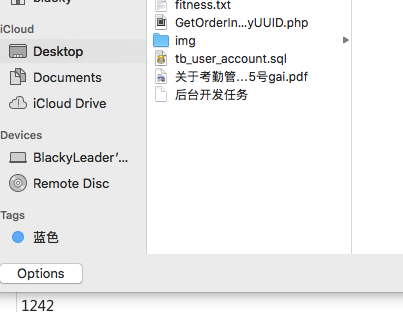 blacky
iCloud
Desktop
Documents
iCloud Drive
Devices
BlackyLeader’...
Remote Disc
Tags
蓝色
fitness.txt
GetOrderIn...yUUID.php
img
tb_user_account.sql
关于考勤管...5号gai.pdf
后台开发任务
Options
1242